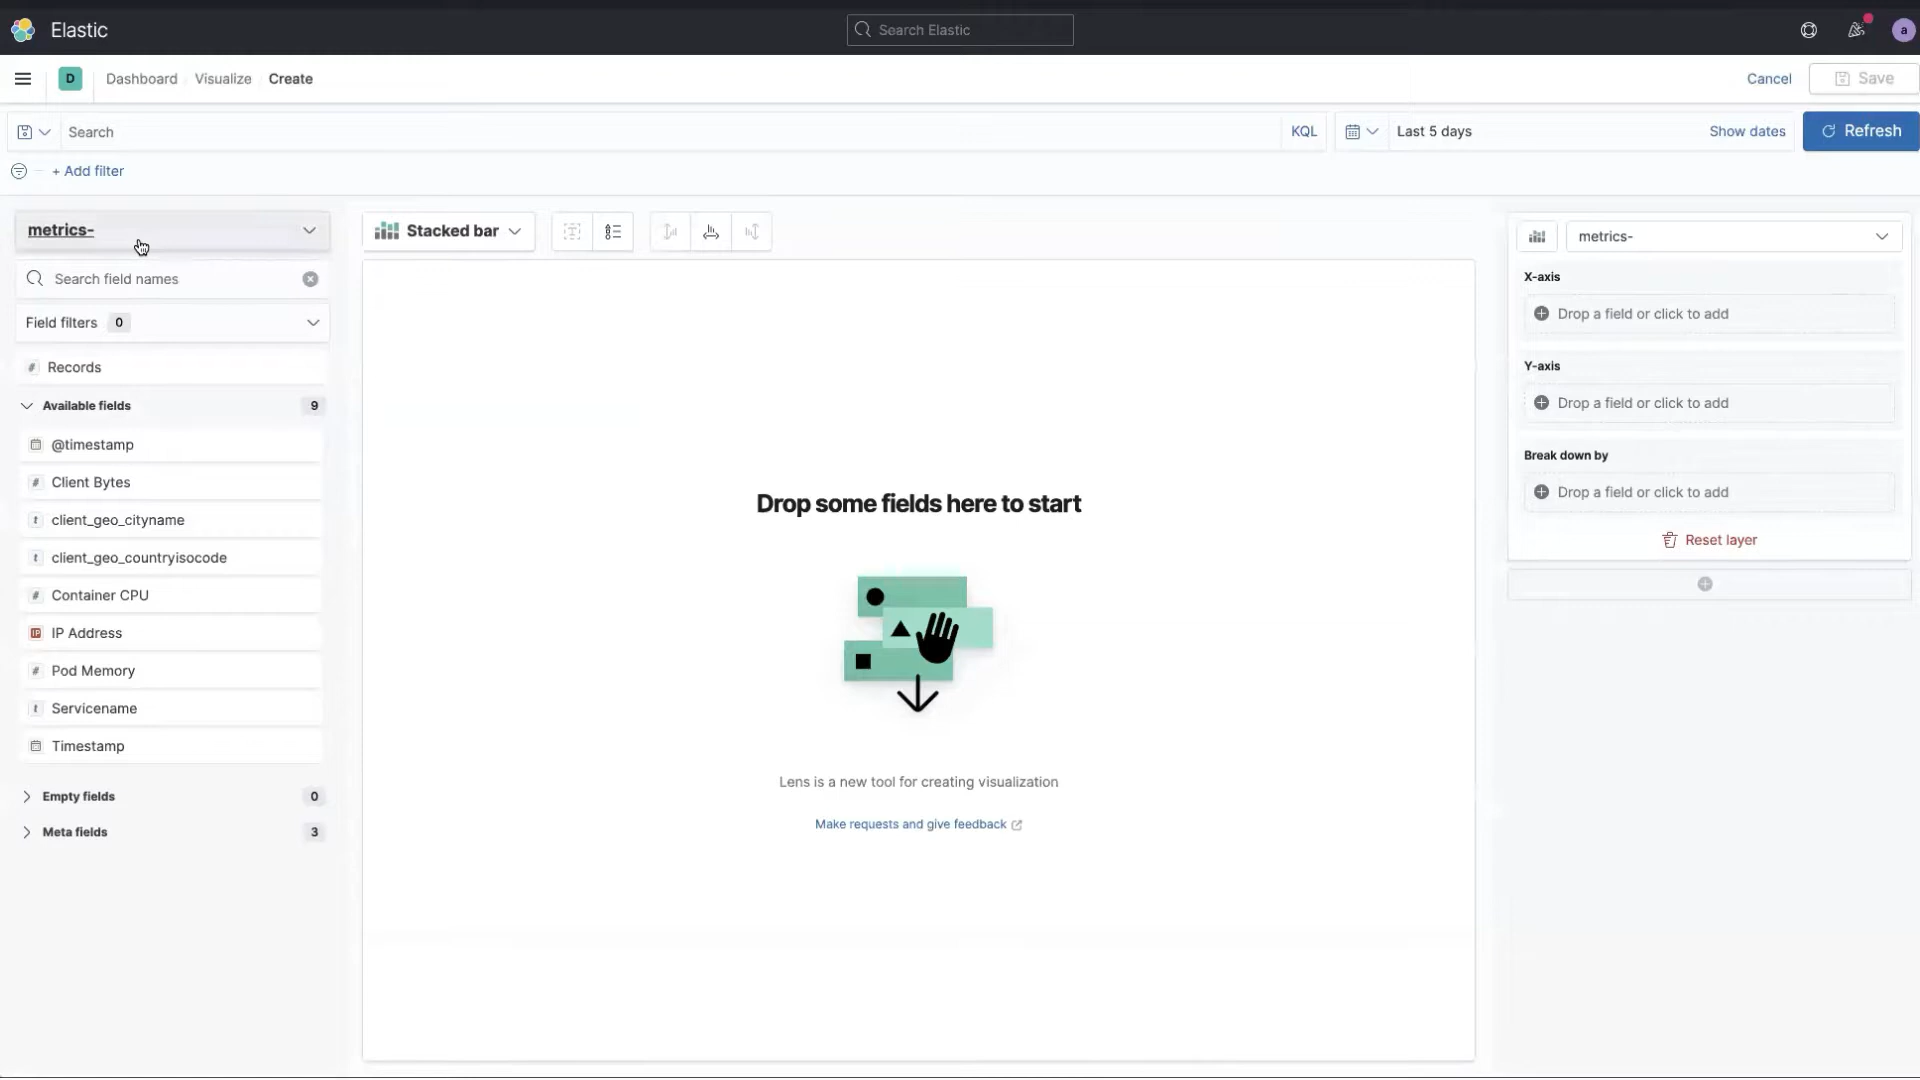 Elastic
Search Elastic
a
D
Dashboard
Visualize
Create
Cancel
Save
Search
KQL
Last 5 days
Show dates
Refresh
+ Add filter
metrics-
Search field names
Field filters 0
# Records
Available fields 9
@timestamp
# Client Bytes
t client_geo_cityname
t client_geo_countryisocode
# Container CPU
IP IP Address
# Pod Memory
t Servicename
Timestamp
Empty fields 0
Meta fields 3
Stacked bar
Drop some fields here to start
Lens is a new tool for creating visualization
Make requests and give feedback
metrics-
X-axis
Drop a field or click to add
Y-axis
Drop a field or click to add
Break down by
Drop a field or click to add
Reset layer